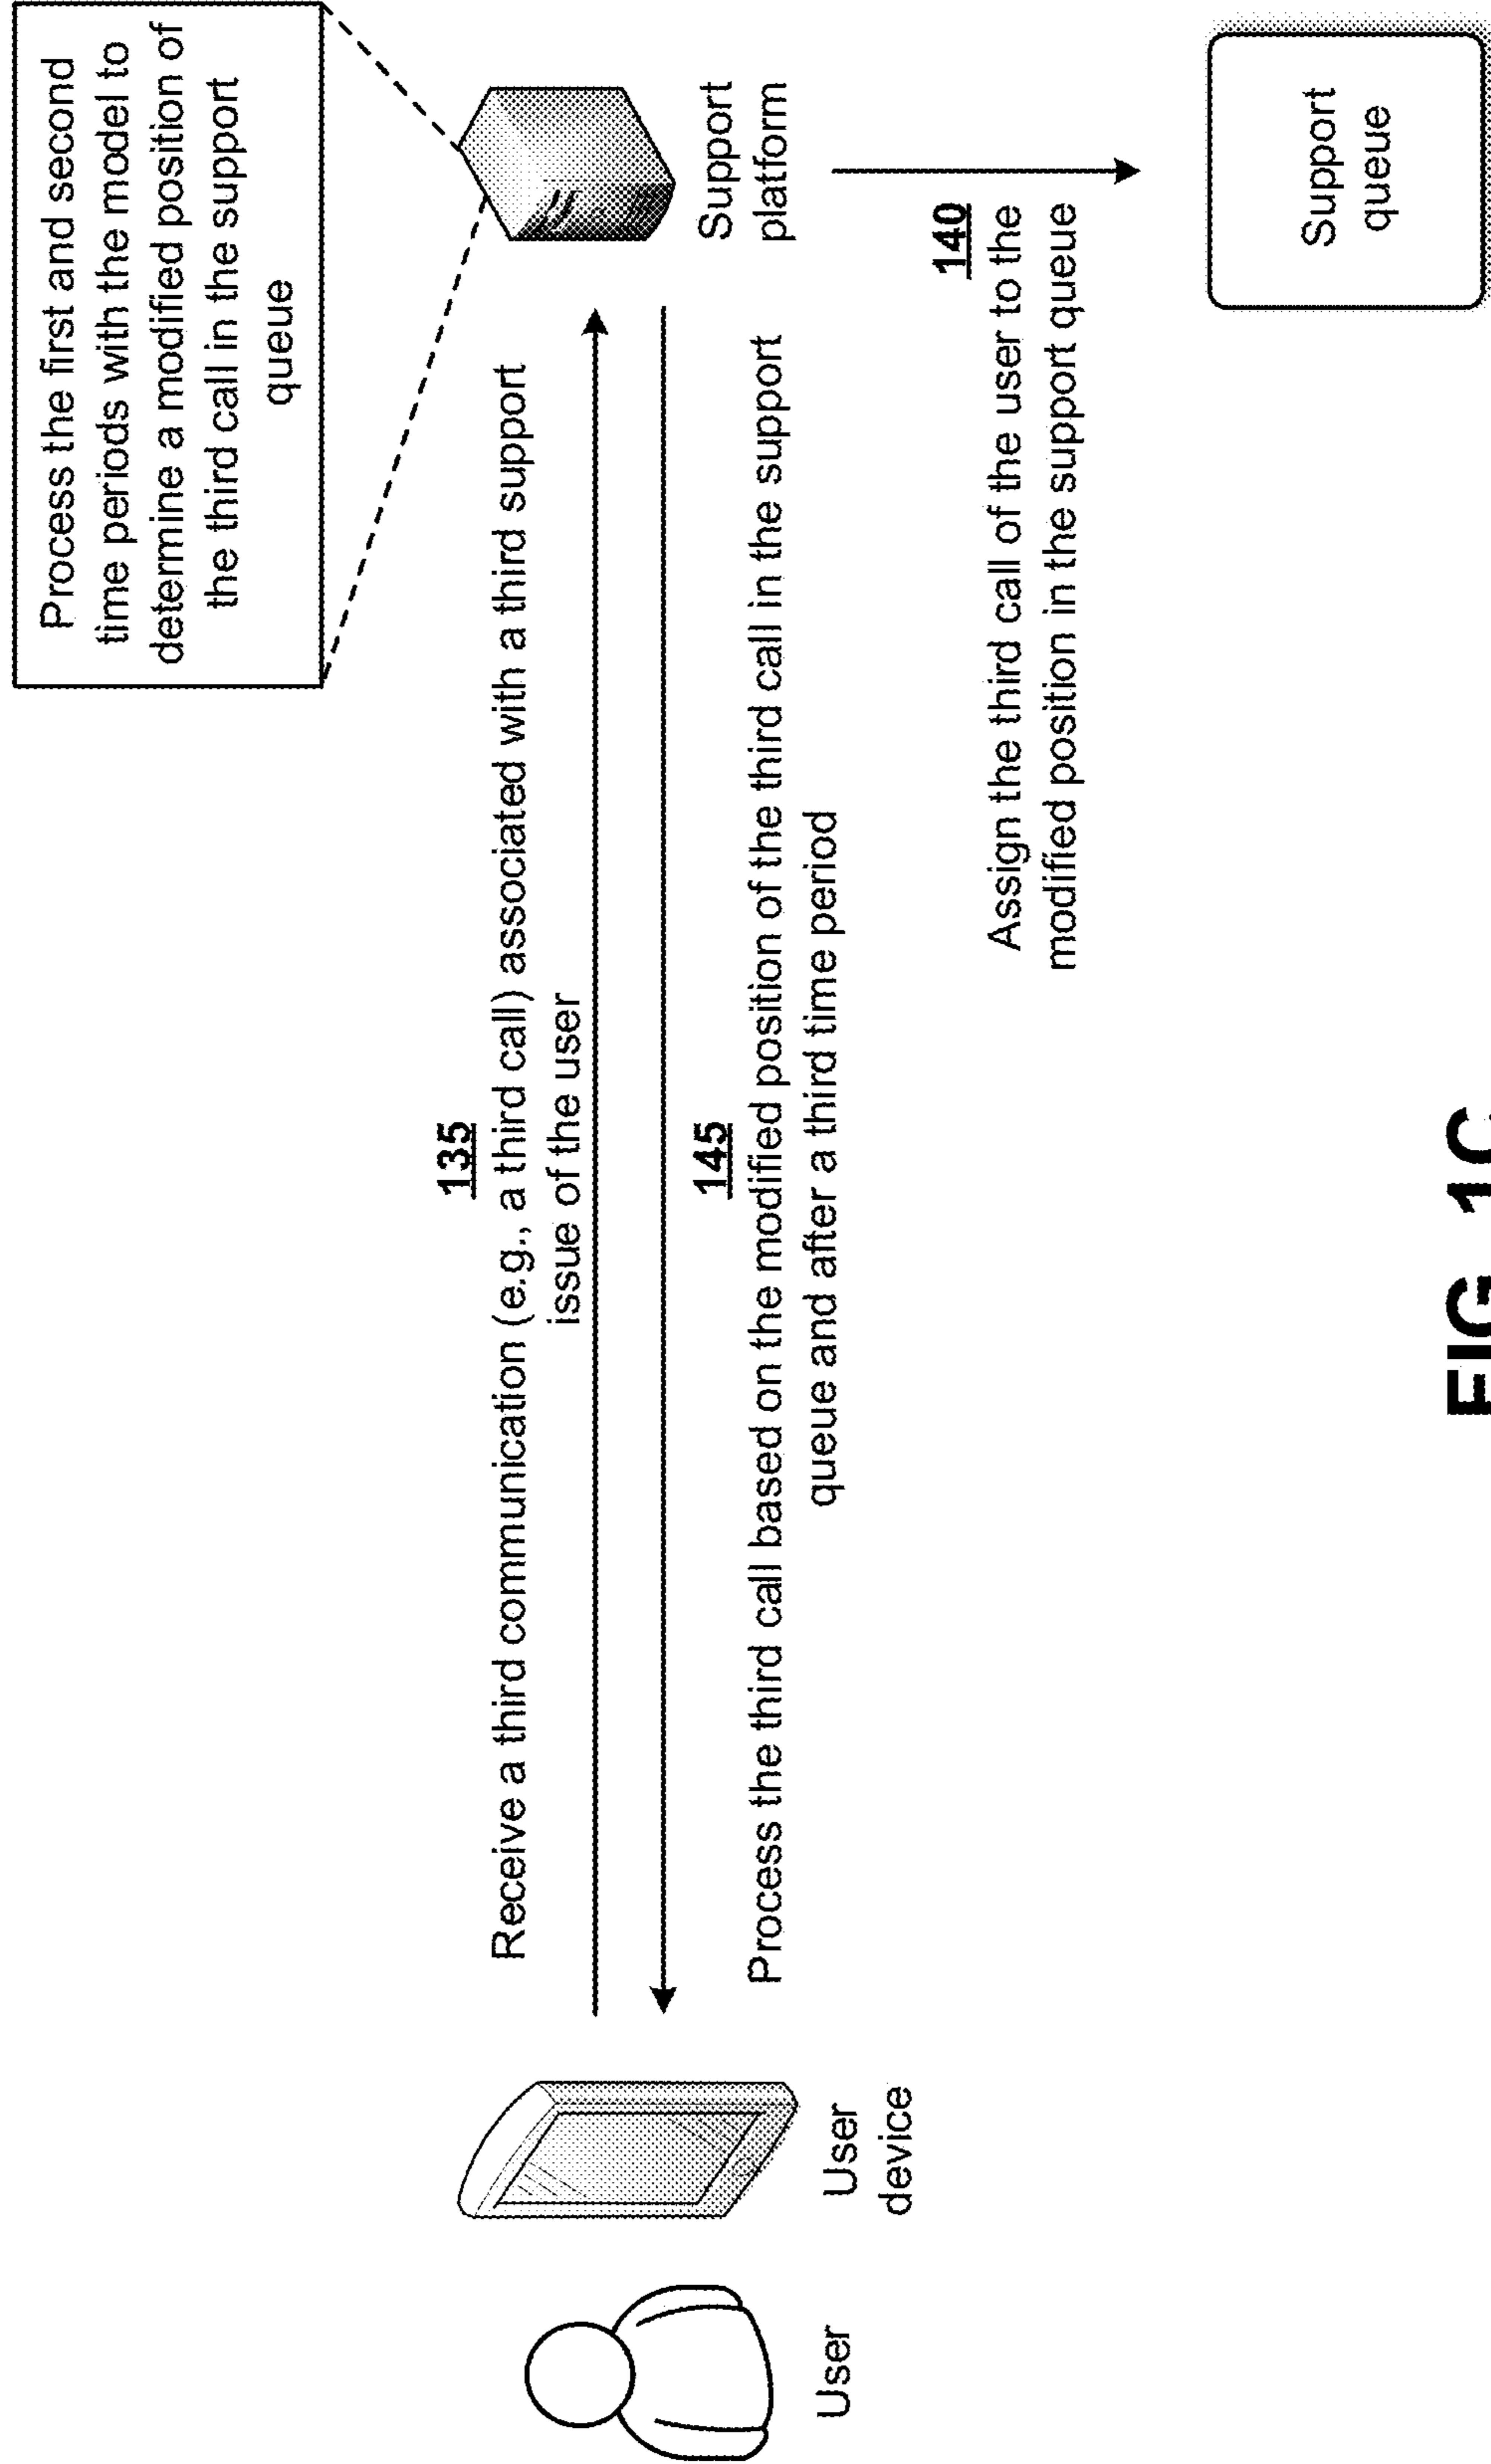 Process the first and second
time periods with the model to
determine a modified position of
the third call in the support
queue
135
Receive a third communication (e.g., a third call) associated with a third support
issue of the user
145
Process the third call based on the modified position of the third call in the support
queue and after a third time period
User
User
device
Support
platform
140
Assign the third call of the user to the
modified position in the support queue
Support
queue
FIG. 1C